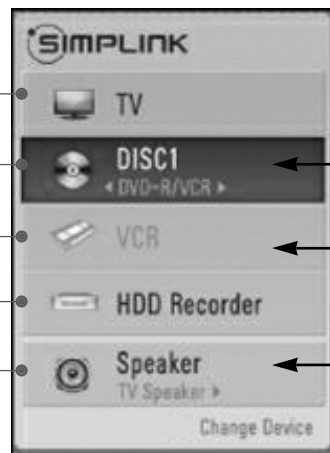 SIMPLINK
TV
DISC1
◄ DVD-R/VCR ►
VCR
HDD Recorder
Speaker
TV Speaker ►
Change Device